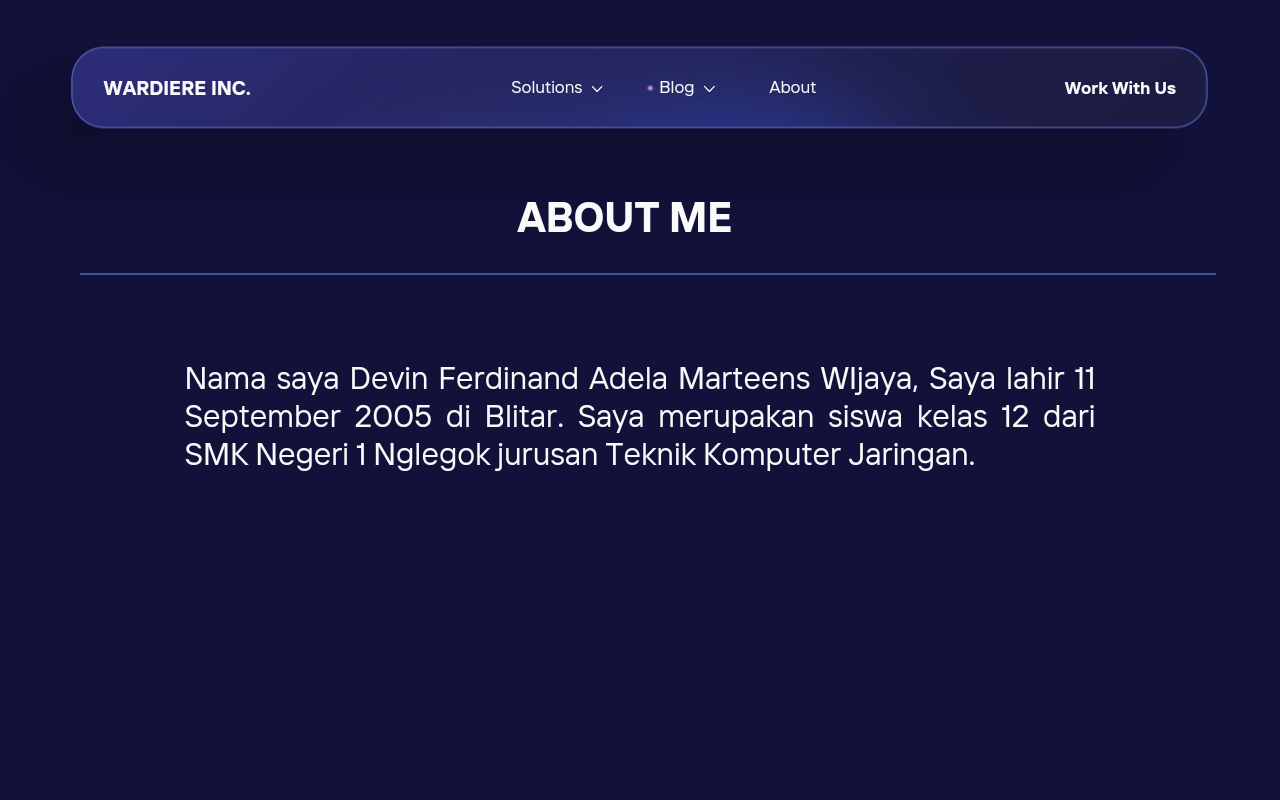 WARDIERE INC.
Solutions
Blog
About
Work With Us
ABOUT ME
Nama saya Devin Ferdinand Adela Marteens WIjaya, Saya lahir 11
September 2005 di Blitar. Saya merupakan siswa kelas 12 dari
SMK Negeri 1 Nglegok jurusan Teknik Komputer Jaringan.